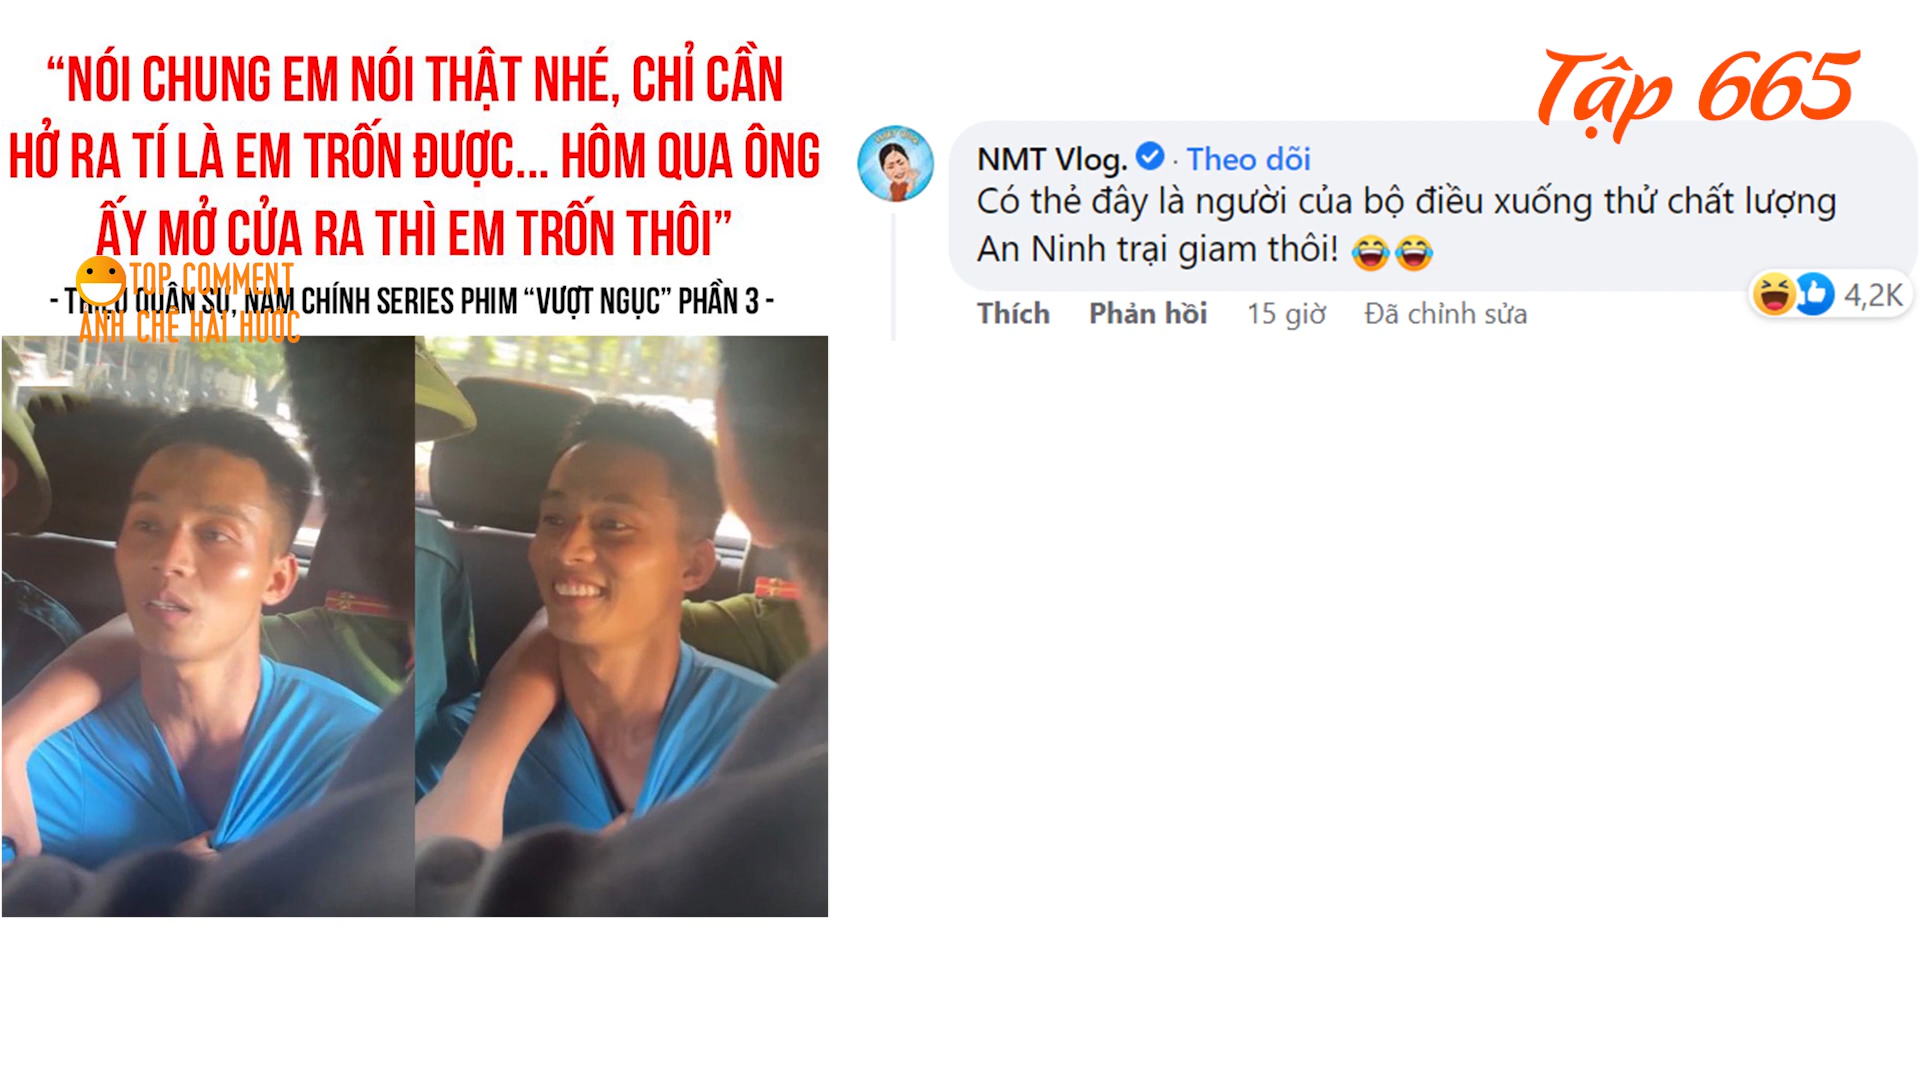 “NÓI CHUNG EM NÓI THẬT NHÉ, CHỈ CẦN
HỞ RA TÍ LÀ EM TRỐN ĐƯỢC... HÔM QUA ÔNG
ẤY MỞ CỬA RA THÌ EM TRỐN THÔI”
TOP COMMENT
ẢNH CHẾ HÀI HƯỚC
- TRIỆU QUÂN SỰ, NAM CHÍNH SERIES PHIM “VƯỢT NGỤC” PHẦN 3 -
Tập 665
NMT Vlog. · Theo dõi
Có thẻ đây là người của bộ điều xuống thử chất lượng
An Ninh trại giam thôi! 😂😂
Thích Phản hồi 15 giờ Đã chỉnh sửa
4,2K